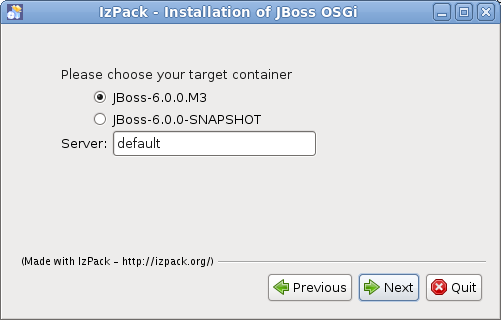 IzPack - Installation of JBoss OSGi
Please choose your target container
JBoss-6.0.0.M3
JBoss-6.0.0-SNAPSHOT
Server: default
(Made with IzPack - http://izpack.org/)
Previous Next Quit